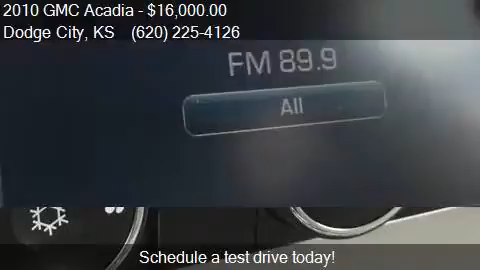 2010 GMC Acadia - $16,000.00
Dodge City, KS (620) 225-4126
FM 89.9
All
Schedule a test drive today!